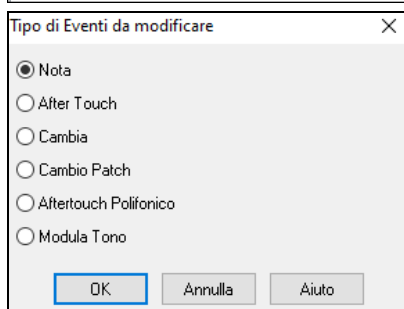 Tipo di Eventi da modificare
Nota
After Touch
Cambia
Cambio Patch
Aftertouch Polifonico
Modula Tono
OK Annulla Aiuto